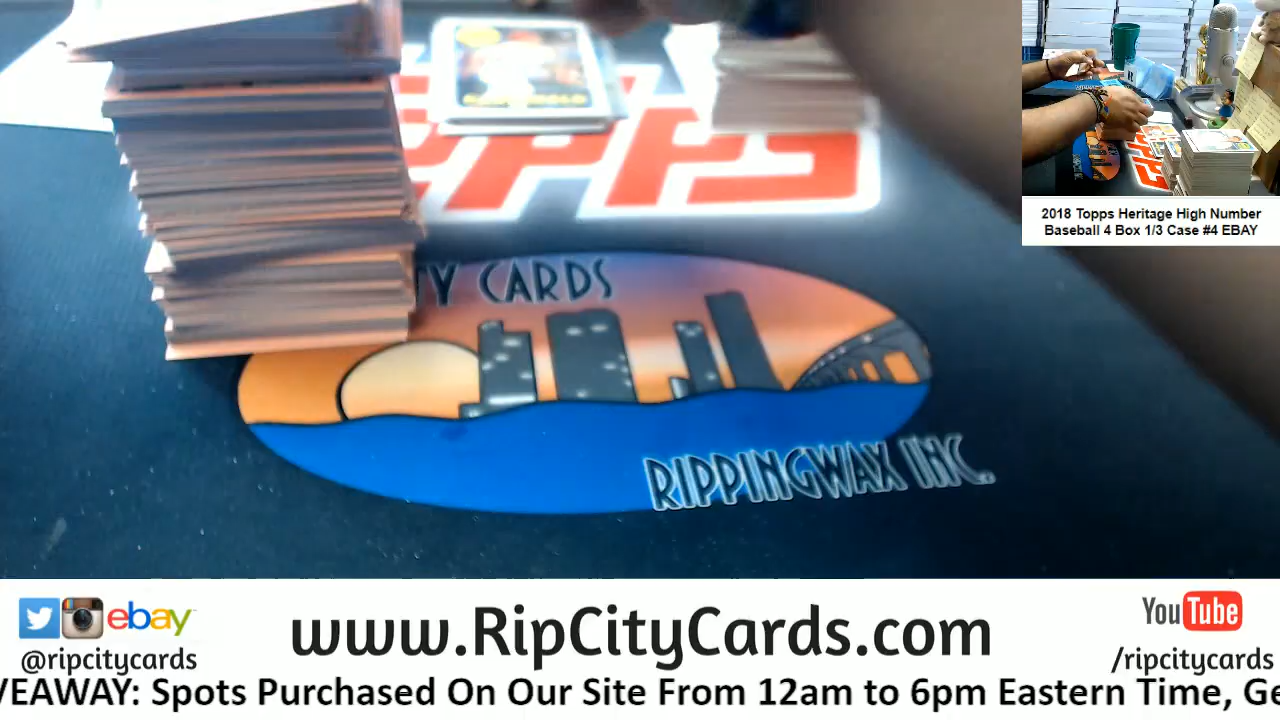 2018 Topps Heritage High Number
Baseball 4 Box 1/3 Case #4 EBAY
TY CARDS
RIPPINGWAX INC.
ebay
@ripcitycards
www.RipCityCards.com
YouTube
/ripcitycards
VEAWAY: Spots Purchased On Our Site From 12am to 6pm Eastern Time, Ge